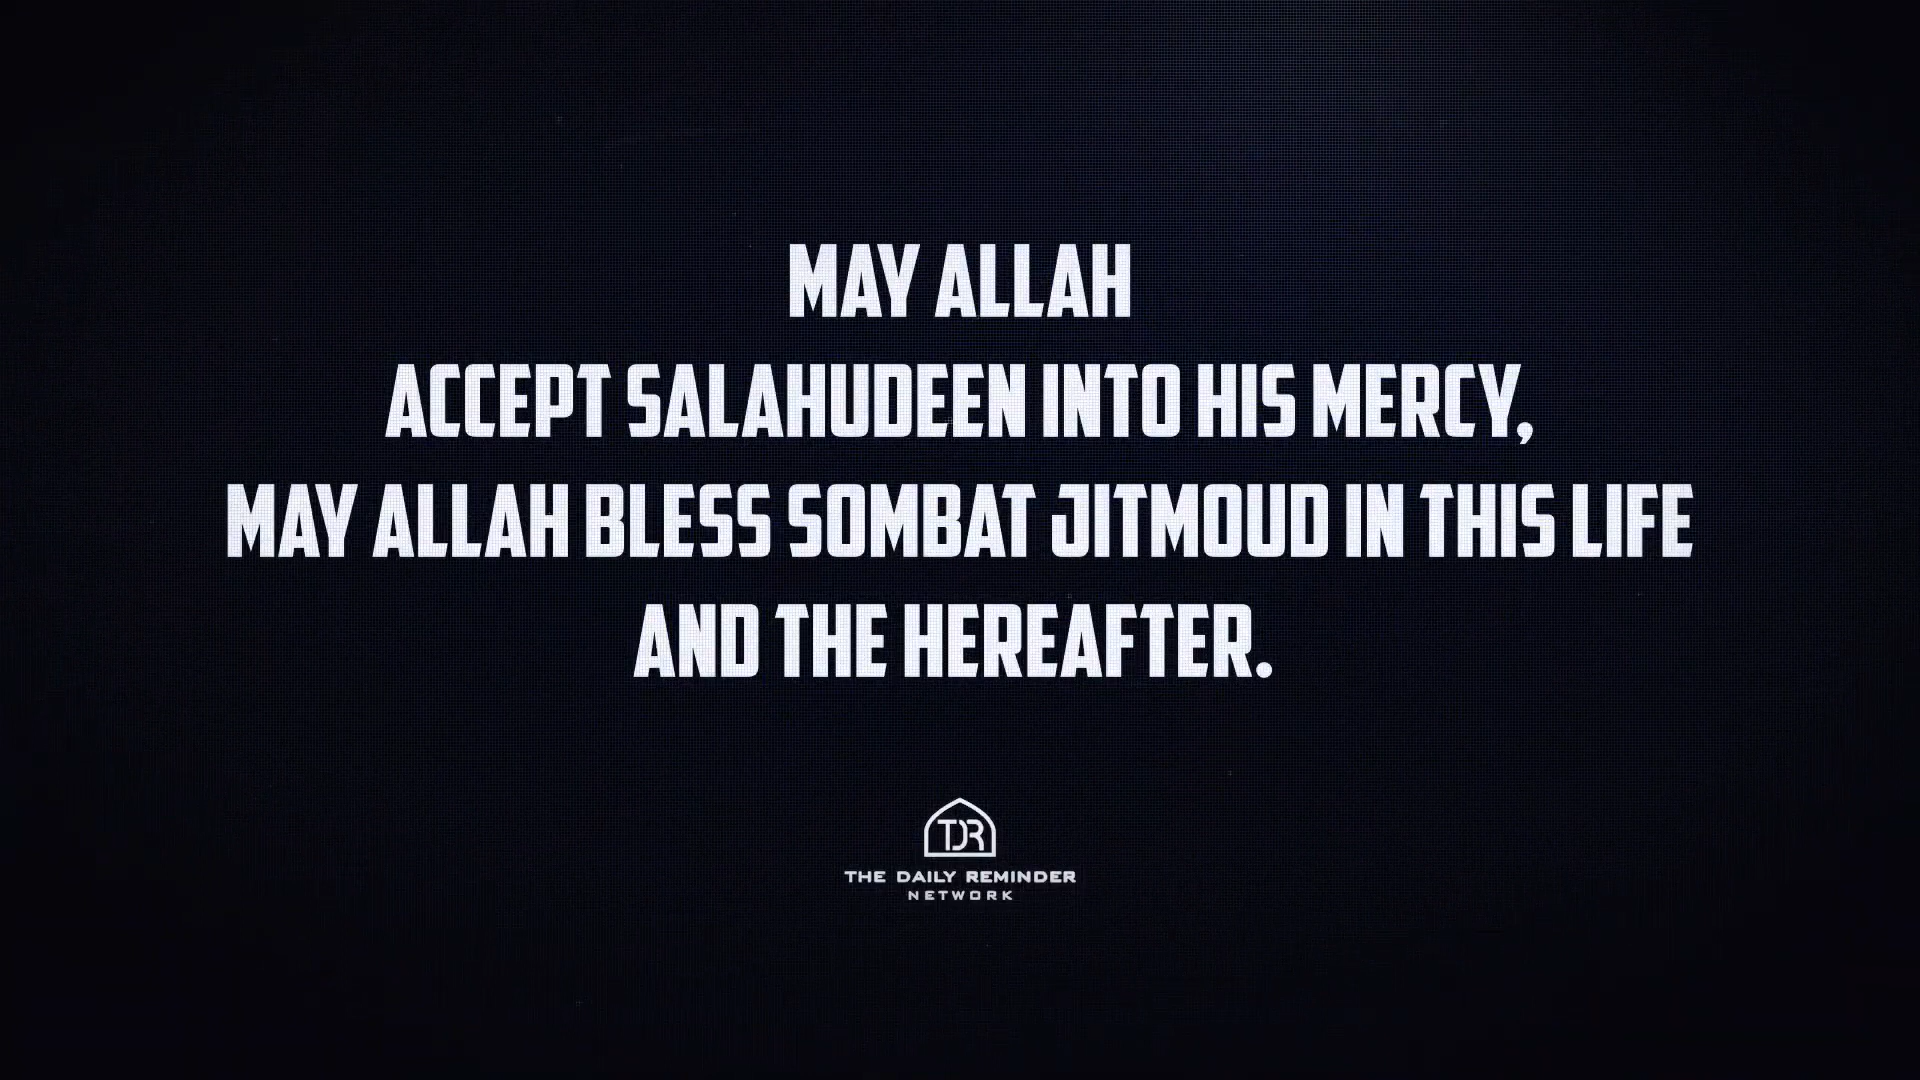 MAY ALLAH
ACCEPT SALAHUDEEN INTO HIS MERCY,
MAY ALLAH BLESS SOMBAT JITMOUD IN THIS LIFE
AND THE HEREAFTER.
TDR
THE DAILY REMINDER
NETWORK